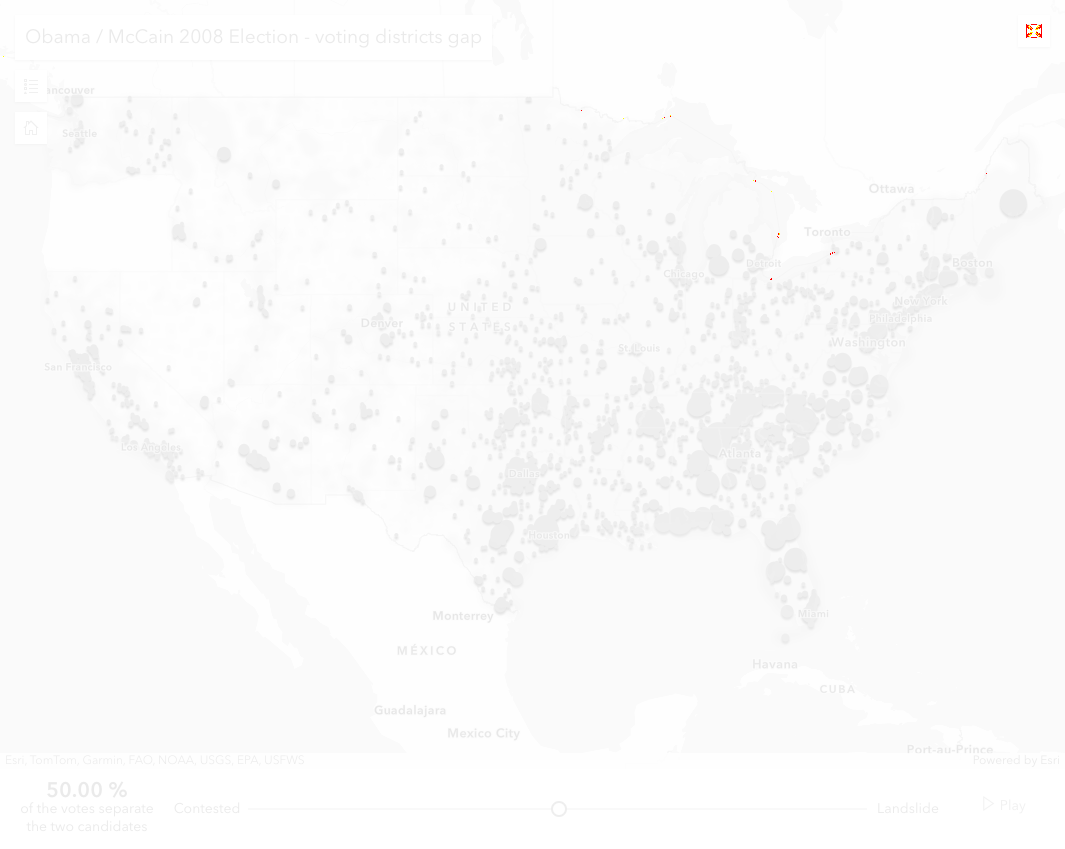 Obama / McCain 2008 Election - voting districts gap
ancouver
Seattle
Ottawa
Toronto
Boston
Detroit
Chicago
New York
UNITED
STATES
Philadelphia
Denver
Washington
St. Louis
San Francisco
Los Angeles
Atlanta
Dallas
Houston
Monterrey
Miami
MÉXICO
Havana
CUBA
Guadalajara
Mexico City
Port-au-Prince
Esri, TomTom, Garmin, FAO, NOAA, USGS, EPA, USFWS
Powered by Esri
50.00 %
of the votes separate
the two candidates
Contested
Landslide
Play